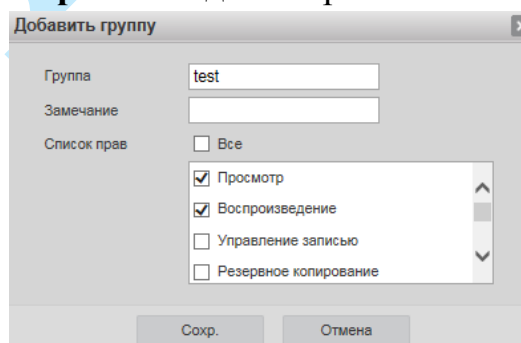 Добавить группу
Группа test
Замечание
Список прав Все
Просмотр
Воспроизведение
Управление записью
Резервное копирование
Сохр. Отмена